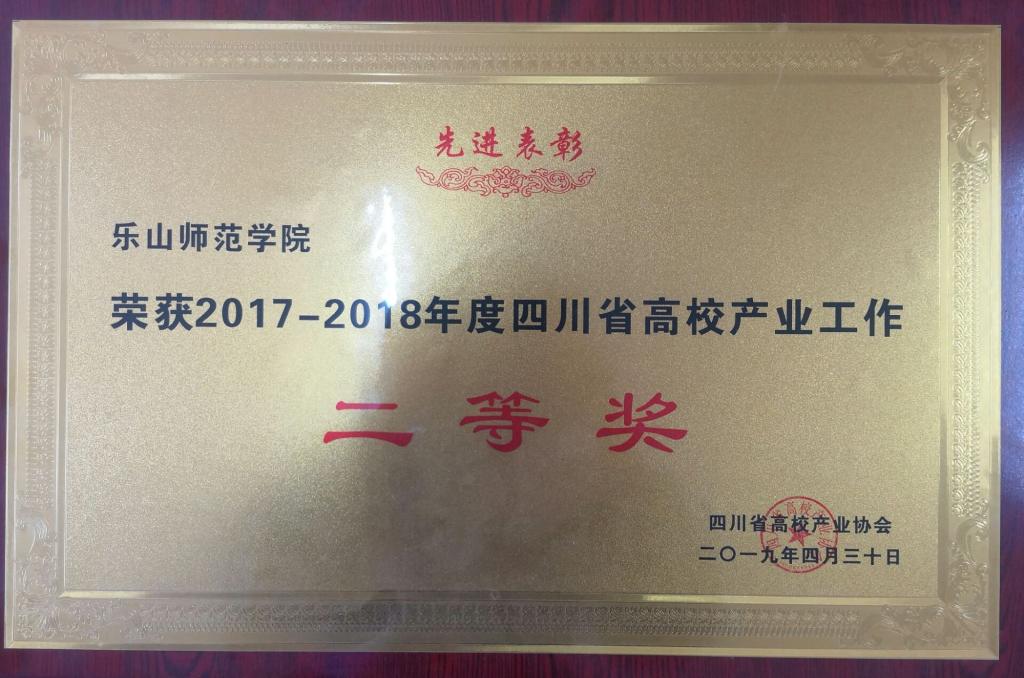 先进表彰
乐山师范学院
荣获2017-2018年度四川省高校产业工作
二等奖
四川省高校产业协会
二〇一九年四月三十日